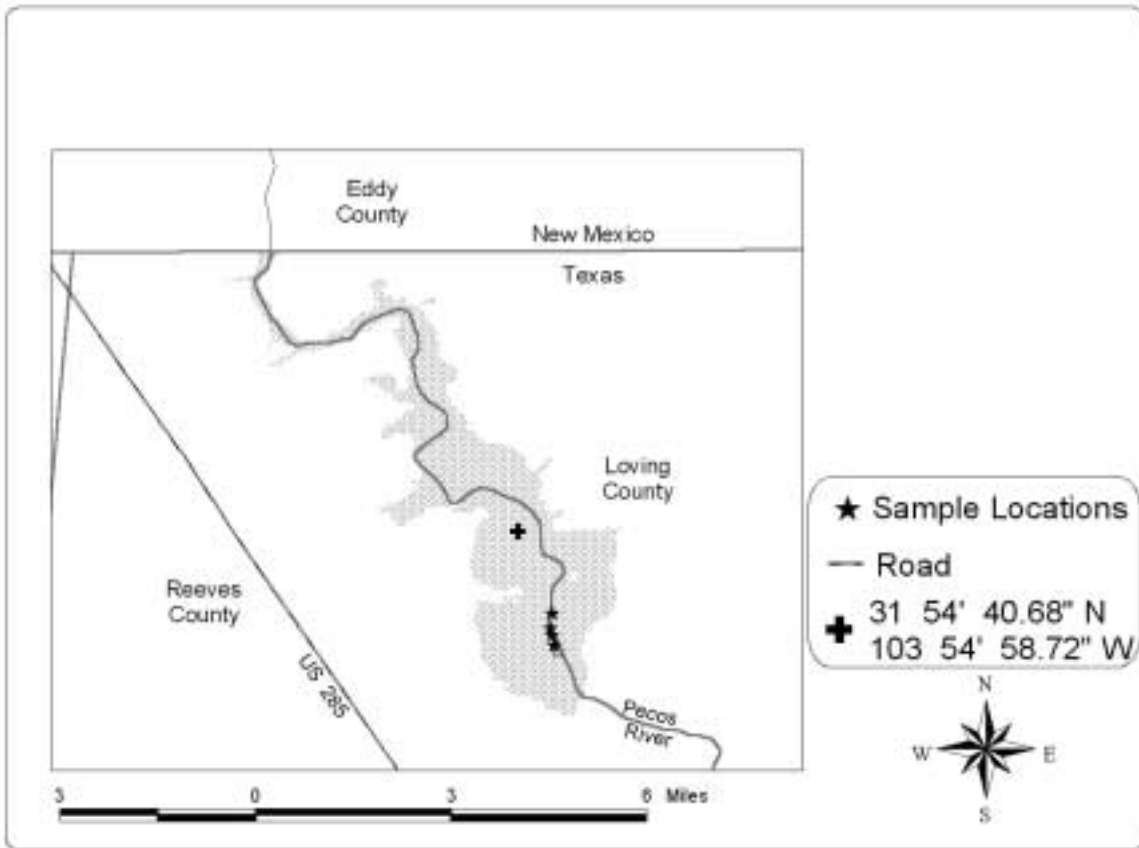 Eddy
County
New Mexico
Texas
Loving
County
Reeves
County
US 285
Pecos
River
★ Sample Locations
— Road
✚ 31 54' 40.68" N
103 54' 58.72" W
N
W E
S
3 0 3 6 Miles